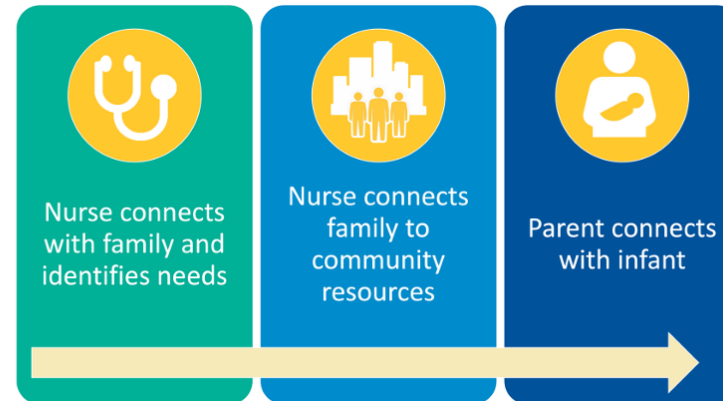 Nurse connects
with family and
identifies needs
Nurse connects
family to
community
resources
Parent connects
with infant